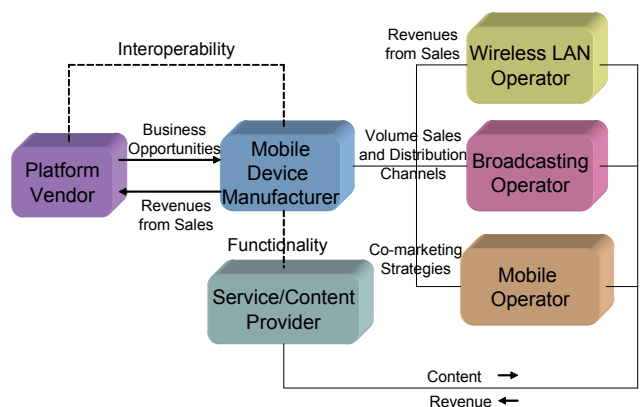 Interoperability
Revenues
from Sales
Wireless LAN
Operator
Business
Opportunities
Platform
Vendor
Mobile
Device
Manufacturer
Volume Sales
and Distribution
Channels
Broadcasting
Operator
Revenues
from Sales
Functionality
Co-marketing
Strategies
Mobile
Operator
Service/Content
Provider
Content
Revenue